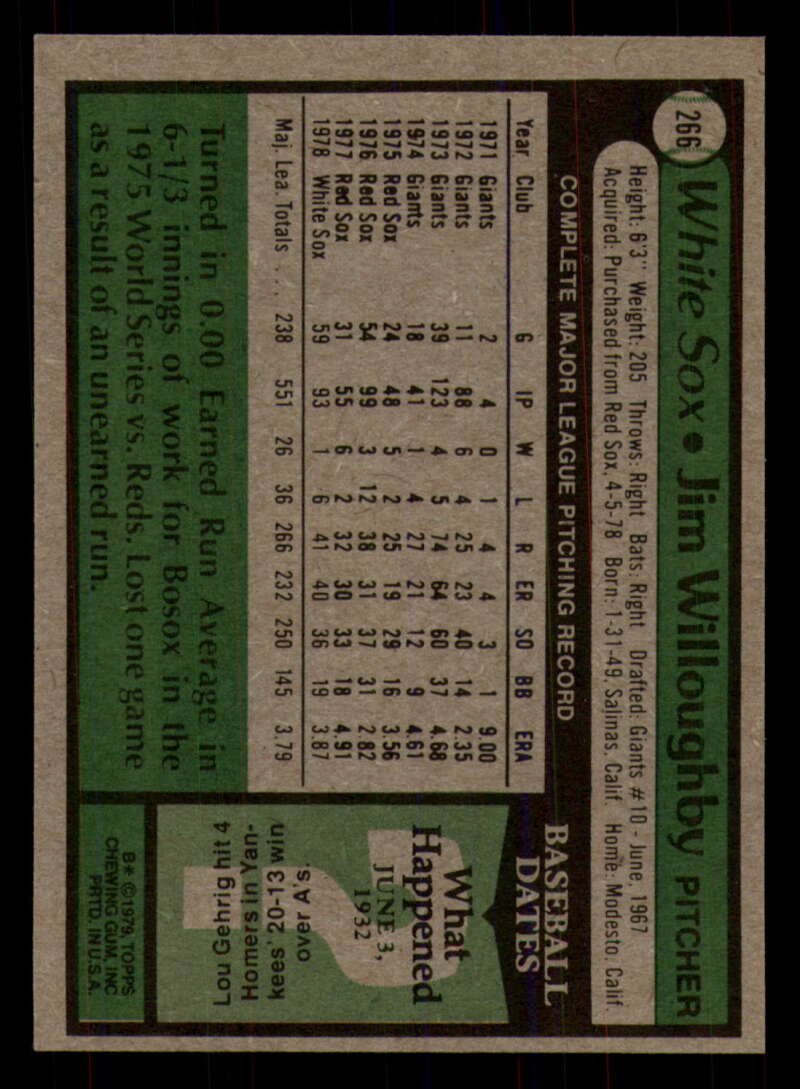 266
White Sox • Jim Willoughby PITCHER
Height: 6'3" Weight: 205 Throws: Right Bats: Right Drafted: Giants #10 - June, 1967
Acquired: Purchased from Red Sox, 4-5-78 Born: 1-31-49, Salinas, Calif. Home: Modesto, Calif.
COMPLETE MAJOR LEAGUE PITCHING RECORD
Year Club G IP W L R ER SO BB ERA
1971 Giants 2 4 0 1 4 4 3 1 9.00
1972 Giants 11 88 6 4 25 23 40 14 2.35
1973 Giants 39 123 4 5 74 64 60 37 4.68
1974 Giants 18 41 1 4 27 21 12 9 4.61
1975 Red Sox 24 48 5 2 25 19 29 16 3.56
1976 Red Sox 54 99 3 12 38 31 37 31 2.82
1977 Red Sox 31 55 6 2 32 30 33 18 4.91
1978 White Sox 59 93 1 6 41 40 36 19 3.87
Maj. Lea. Totals ... 238 551 26 36 266 232 250 145 3.79
Turned in 0.00 Earned Run Average in
6-1/3 innings of work for Bosox in the
1975 World Series vs. Reds. Lost one game
as a result of an unearned run.
BASEBALL
DATES
What
Happened
JUNE 3,
1932
?
Lou Gehrig hit 4
Homers in Yan-
kees' 20-13 win
over A's.
B* © 1979, TOPPS
CHEWING GUM, INC
PRTD. IN U.S.A.